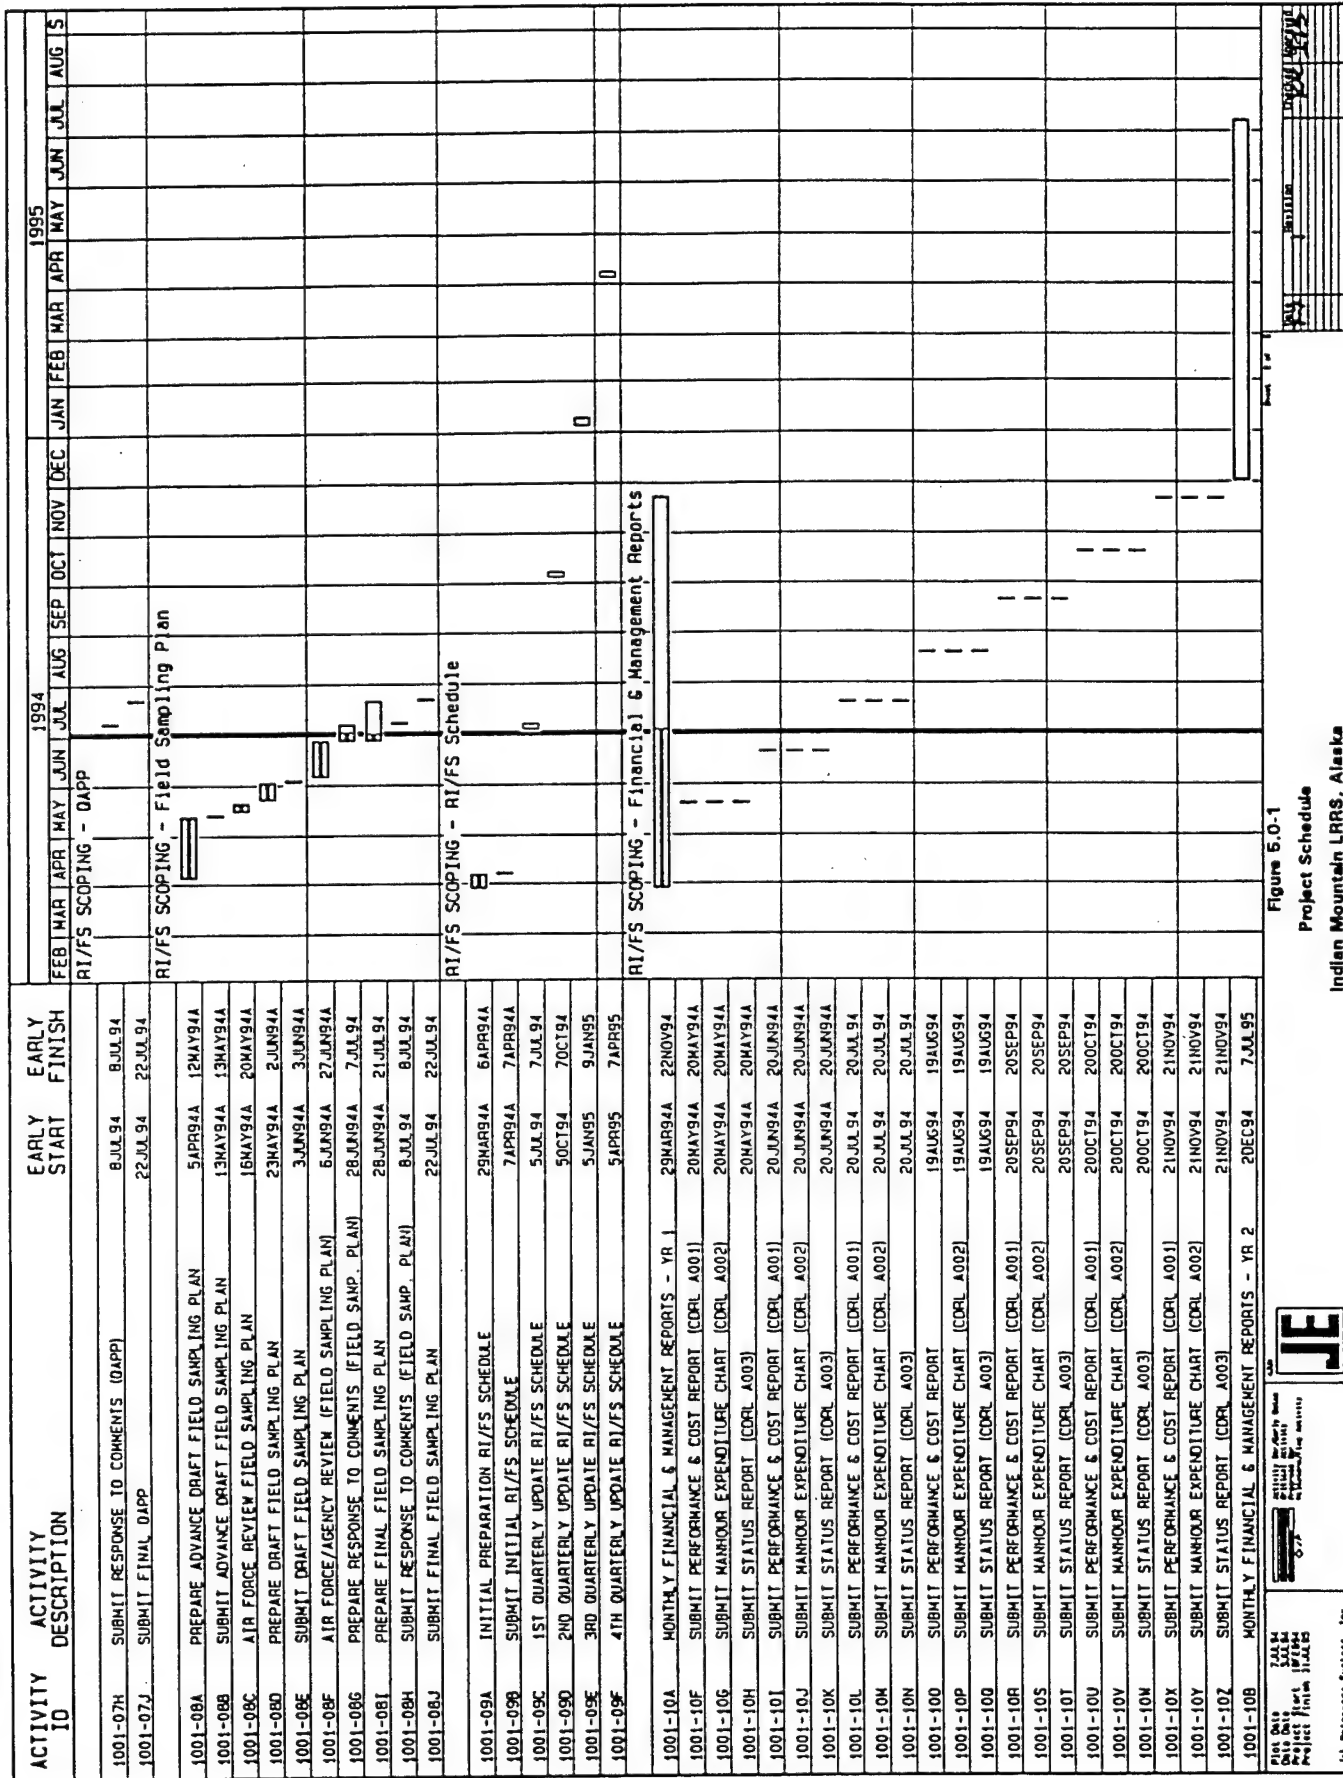 ACTIVITY ID ACTIVITY DESCRIPTION EARLY START EARLY FINISH
1994 1995
FEB MAR APR MAY JUN JUL AUG SEP OCT NOV DEC JAN FEB MAR APR MAY JUN JUL AUG S
RI/FS SCOPING - QAPP
1001-07H SUBMIT RESPONSE TO COMMENTS (QAPP) 8JUL94 8JUL94
1001-07J SUBMIT FINAL QAPP 22JUL94 22JUL94
RI/FS SCOPING - Field Sampling Plan
1001-08A PREPARE ADVANCE DRAFT FIELD SAMPLING PLAN 5APR94A 12MAY94A
1001-08B SUBMIT ADVANCE DRAFT FIELD SAMPLING PLAN 13MAY94A 13MAY94A
1001-08C AIR FORCE REVIEW FIELD SAMPLING PLAN 16MAY94A 20MAY94A
1001-08D PREPARE DRAFT FIELD SAMPLING PLAN 23MAY94A 2JUN94A
1001-08E SUBMIT DRAFT FIELD SAMPLING PLAN 3JUN94A 3JUN94A
1001-08F AIR FORCE/AGENCY REVIEW (FIELD SAMPLING PLAN) 6JUN94A 27JUN94A
1001-08G PREPARE RESPONSE TO COMMENTS (FIELD SAMP. PLAN) 28JUN94A 7JUL94
1001-08I PREPARE FINAL FIELD SAMPLING PLAN 28JUN94A 21JUL94
1001-08H SUBMIT RESPONSE TO COMMENTS (FIELD SAMP. PLAN) 8JUL94 8JUL94
1001-08J SUBMIT FINAL FIELD SAMPLING PLAN 22JUL94 22JUL94
RI/FS SCOPING - RI/FS Schedule
1001-09A INITIAL PREPARATION RI/FS SCHEDULE 29MAR94A 6APR94A
1001-09B SUBMIT INITIAL RI/FS SCHEDULE 7APR94A 7APR94A
1001-09C 1ST QUARTERLY UPDATE RI/FS SCHEDULE 5JUL94 7JUL94
1001-09D 2ND QUARTERLY UPDATE RI/FS SCHEDULE 5OCT94 7OCT94
1001-09E 3RD QUARTERLY UPDATE RI/FS SCHEDULE 5JAN95 9JAN95
1001-09F 4TH QUARTERLY UPDATE RI/FS SCHEDULE 5APR95 7APR95
RI/FS SCOPING - Financial & Management Reports
1001-10A MONTHLY FINANCIAL & MANAGEMENT REPORTS - YR 1 29MAR94A 22NOV94
1001-10F SUBMIT PERFORMANCE & COST REPORT (CDRL A001) 20MAY94A 20MAY94A
1001-10G SUBMIT MANHOUR EXPENDITURE CHART (CDRL A002) 20MAY94A 20MAY94A
1001-10H SUBMIT STATUS REPORT (CDRL A003) 20MAY94A 20MAY94A
1001-10I SUBMIT PERFORMANCE & COST REPORT (CDRL A001) 20JUN94A 20JUN94A
1001-10J SUBMIT MANHOUR EXPENDITURE CHART (CDRL A002) 20JUN94A 20JUN94A
1001-10K SUBMIT STATUS REPORT (CDRL A003) 20JUN94A 20JUN94A
1001-10L SUBMIT PERFORMANCE & COST REPORT (CDRL A001) 20JUL94 20JUL94
1001-10M SUBMIT MANHOUR EXPENDITURE CHART (CDRL A002) 20JUL94 20JUL94
1001-10N SUBMIT STATUS REPORT (CDRL A003) 20JUL94 20JUL94
1001-10O SUBMIT PERFORMANCE & COST REPORT 19AUG94 19AUG94
1001-10P SUBMIT MANHOUR EXPENDITURE CHART (CDRL A002) 19AUG94 19AUG94
1001-10Q SUBMIT STATUS REPORT (CDRL A003) 19AUG94 19AUG94
1001-10R SUBMIT PERFORMANCE & COST REPORT (CDRL A001) 20SEP94 20SEP94
1001-10S SUBMIT MANHOUR EXPENDITURE CHART (CDRL A002) 20SEP94 20SEP94
1001-10T SUBMIT STATUS REPORT (CDRL A003) 20SEP94 20SEP94
1001-10U SUBMIT PERFORMANCE & COST REPORT (CDRL A001) 20OCT94 20OCT94
1001-10V SUBMIT MANHOUR EXPENDITURE CHART (CDRL A002) 20OCT94 20OCT94
1001-10W SUBMIT STATUS REPORT (CDRL A003) 20OCT94 20OCT94
1001-10X SUBMIT PERFORMANCE & COST REPORT (CDRL A001) 21NOV94 21NOV94
1001-10Y SUBMIT MANHOUR EXPENDITURE CHART (CDRL A002) 21NOV94 21NOV94
1001-10Z SUBMIT STATUS REPORT (CDRL A003) 21NOV94 21NOV94
1001-10B MONTHLY FINANCIAL & MANAGEMENT REPORTS - YR 2 2DEC94 7JUL95
Plot Date 7JUL94
Data Date
Project Start
Project Finish
JE
Figure 5.0-1
Project Schedule
Indian Mountain LRRS, Alaska
Date Revision